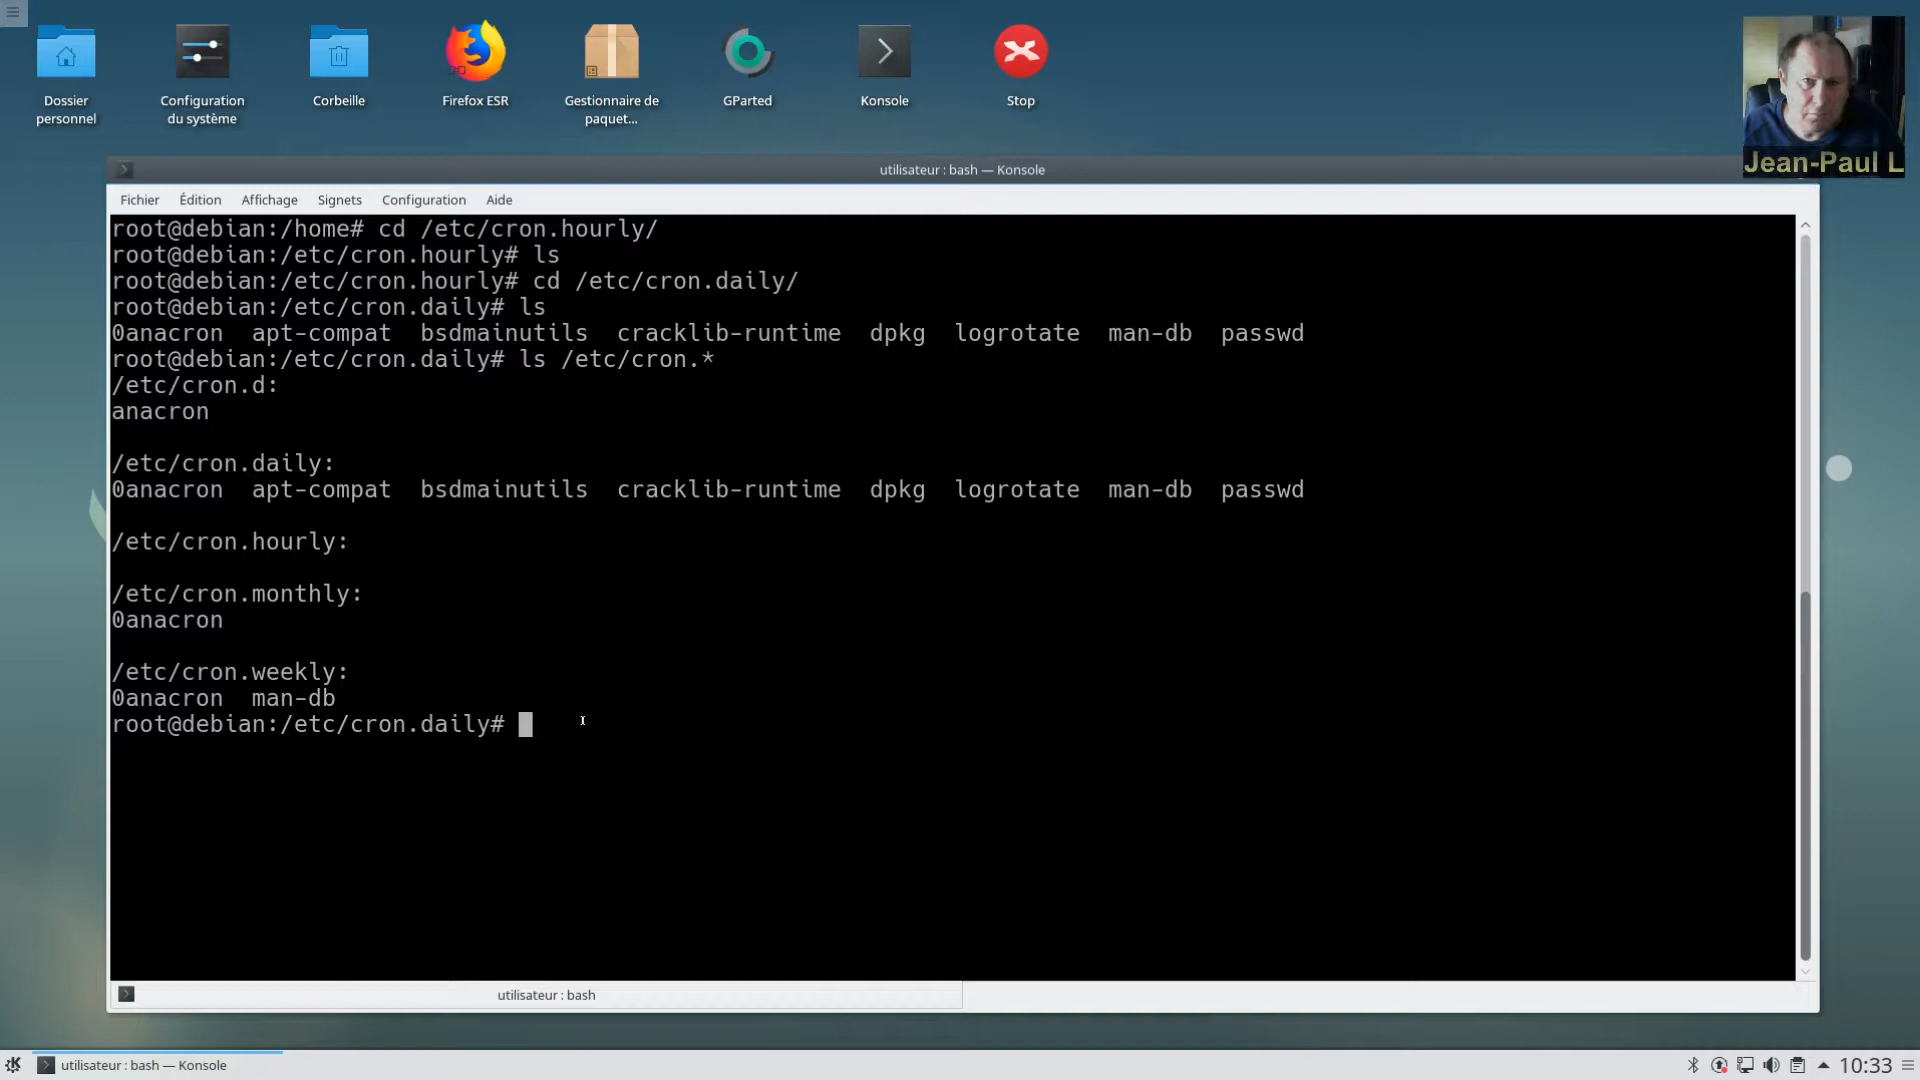 Dossier
personnel
Configuration
du système
Corbeille
Firefox ESR
Gestionnaire de
paquet...
GParted
Konsole
Stop
Jean-Paul L
utilisateur : bash — Konsole
Fichier Édition Affichage Signets Configuration Aide
root@debian:/home# cd /etc/cron.hourly/
root@debian:/etc/cron.hourly# ls
root@debian:/etc/cron.hourly# cd /etc/cron.daily/
root@debian:/etc/cron.daily# ls
0anacron  apt-compat  bsdmainutils  cracklib-runtime  dpkg  logrotate  man-db  passwd
root@debian:/etc/cron.daily# ls /etc/cron.*
/etc/cron.d:
anacron
/etc/cron.daily:
0anacron  apt-compat  bsdmainutils  cracklib-runtime  dpkg  logrotate  man-db  passwd
/etc/cron.hourly:
/etc/cron.monthly:
0anacron
/etc/cron.weekly:
0anacron  man-db
root@debian:/etc/cron.daily#
utilisateur : bash
utilisateur : bash — Konsole
10:33